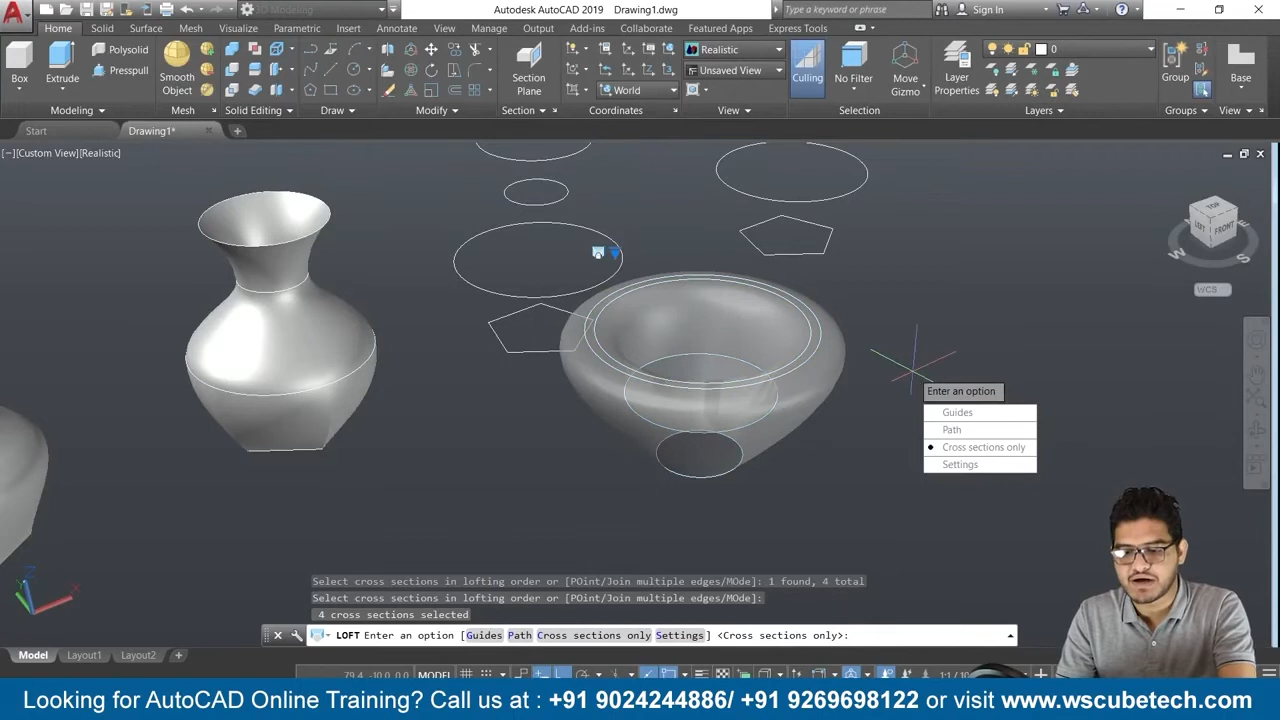 Autodesk AutoCAD 2019 Drawing1.dwg
Type a keyword or phrase
Sign In
Home Solid Surface Mesh Visualize Parametric Insert Annotate View Manage Output Add-ins Collaborate Featured Apps Express Tools
Box
Extrude
Polysolid
Presspull
Smooth
Object
Section
Plane
World
Realistic
Unsaved View
Culling
No Filter
Move
Gizmo
Layer
Properties
0
Group
Base
Modeling Mesh Solid Editing Draw Modify Section Coordinates View Selection Layers Groups View
Start Drawing1* +
[−][Custom View][Realistic]
TOP
LEFT FRONT
W E S
WCS
Enter an option
Guides
Path
Cross sections only
Settings
Z
X
Select cross sections in lofting order or [POint/Join multiple edges/MOde]: 1 found, 4 total
Select cross sections in lofting order or [POint/Join multiple edges/MOde]:
4 cross sections selected
LOFT Enter an option [Guides Path Cross sections only Settings] <Cross sections only>:
Model Layout1 Layout2 +
MODEL
Looking for AutoCAD Online Training? Call us at : +91 9024244886/ +91 9269698122 or visit www.wscubetech.com